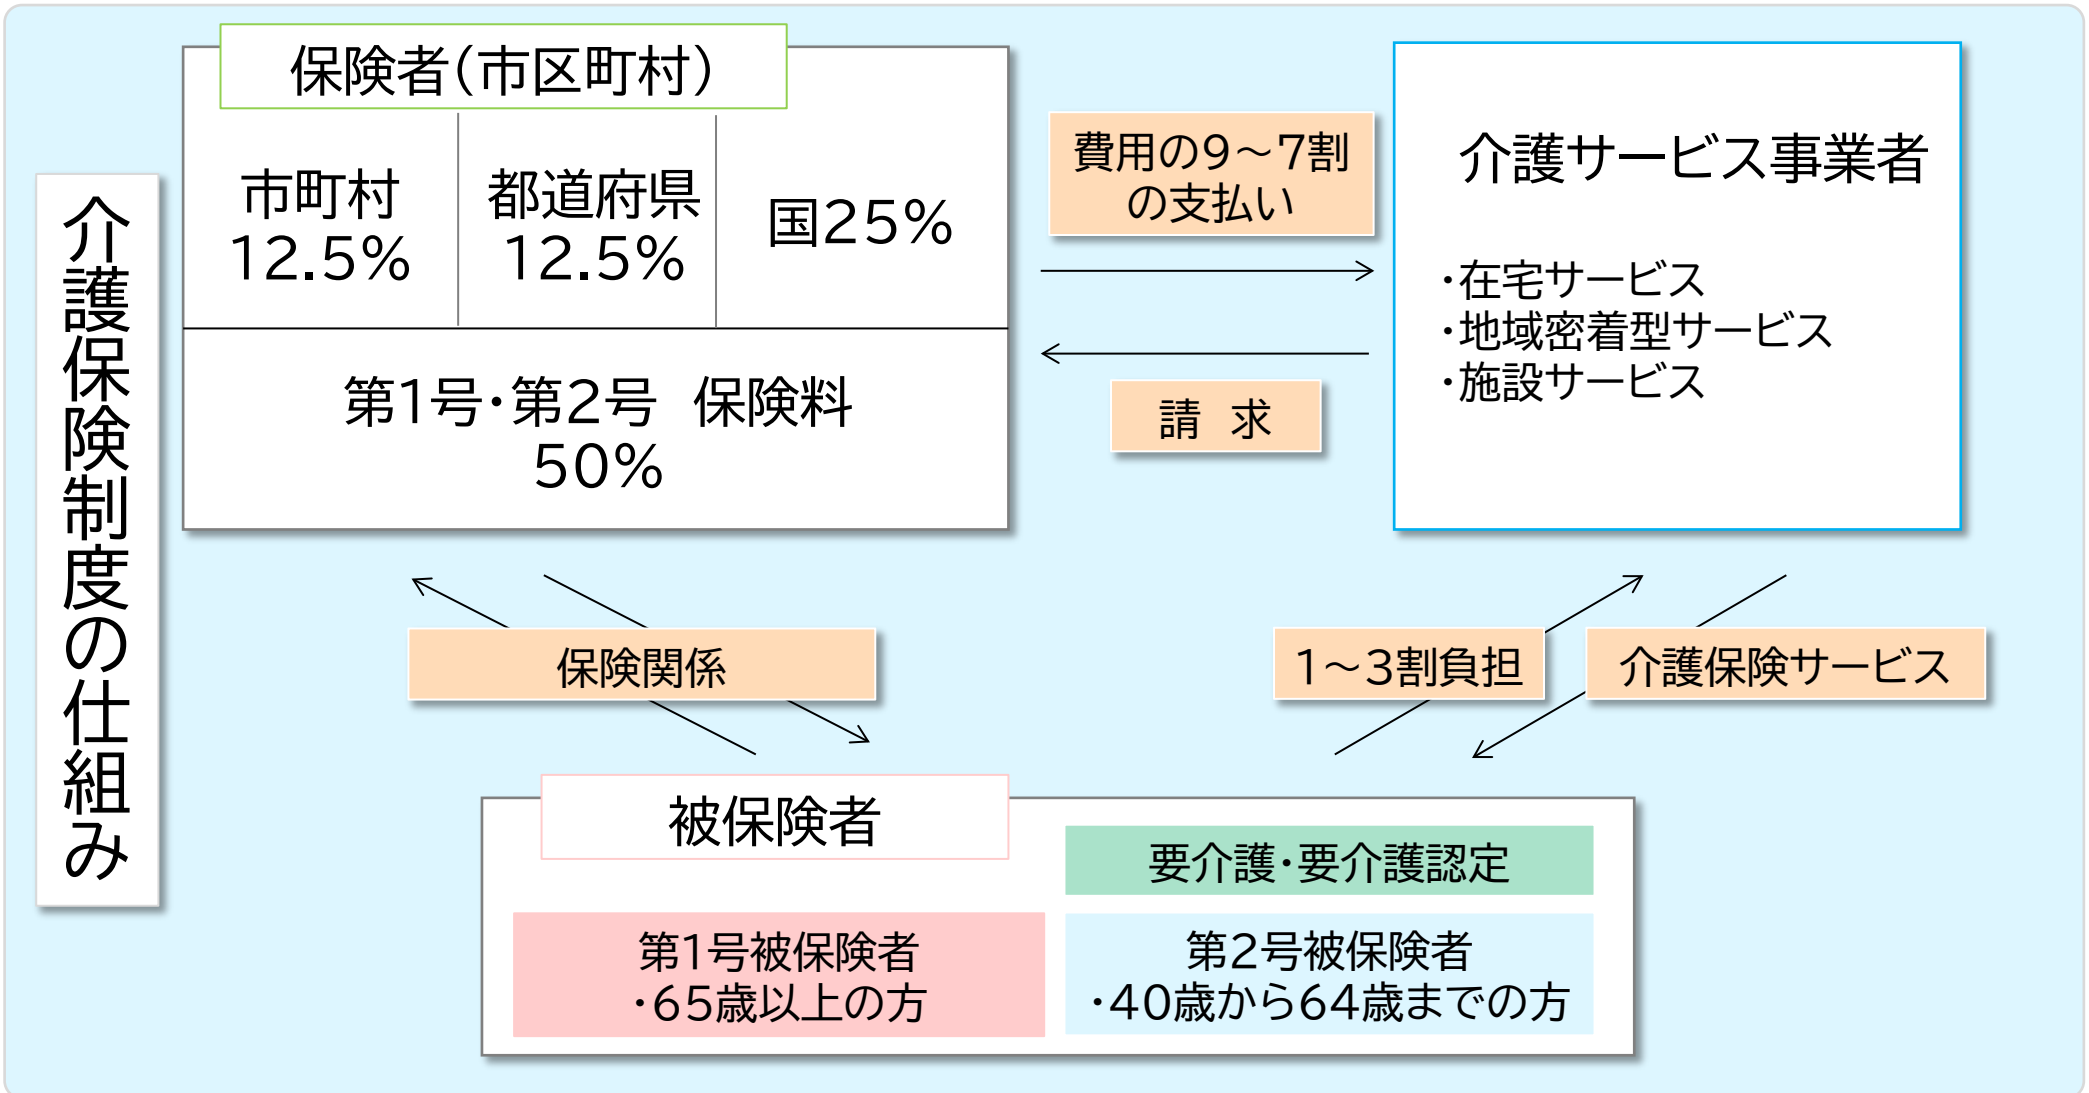 介護保険制度の仕組み
保険者(市区町村)
市町村
12.5%
都道府県
12.5%
国25%
第1号・第2号　保険料
50%
費用の9〜7割
の支払い
請　求
介護サービス事業者
・在宅サービス
・地域密着型サービス
・施設サービス
保険関係
1〜3割負担
介護保険サービス
被保険者
要介護・要介護認定
第1号被保険者
・65歳以上の方
第2号被保険者
・40歳から64歳までの方